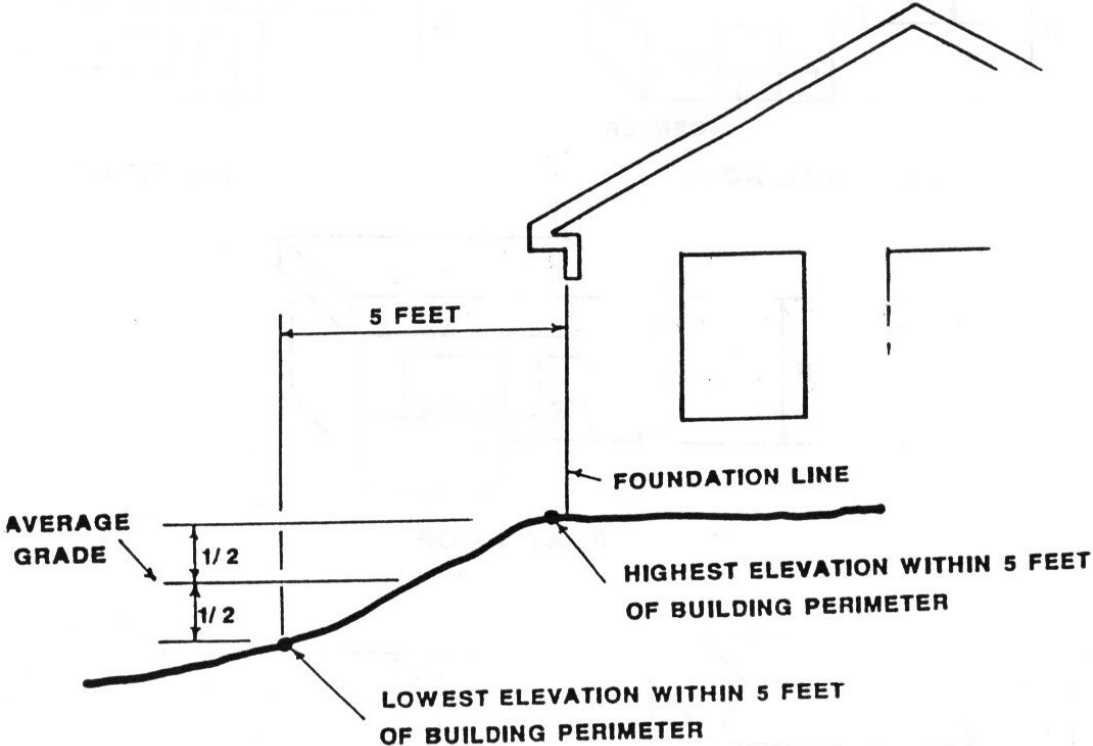 5 FEET
FOUNDATION LINE
AVERAGE
GRADE
1/2
1/2
HIGHEST ELEVATION WITHIN 5 FEET
OF BUILDING PERIMETER
LOWEST ELEVATION WITHIN 5 FEET
OF BUILDING PERIMETER